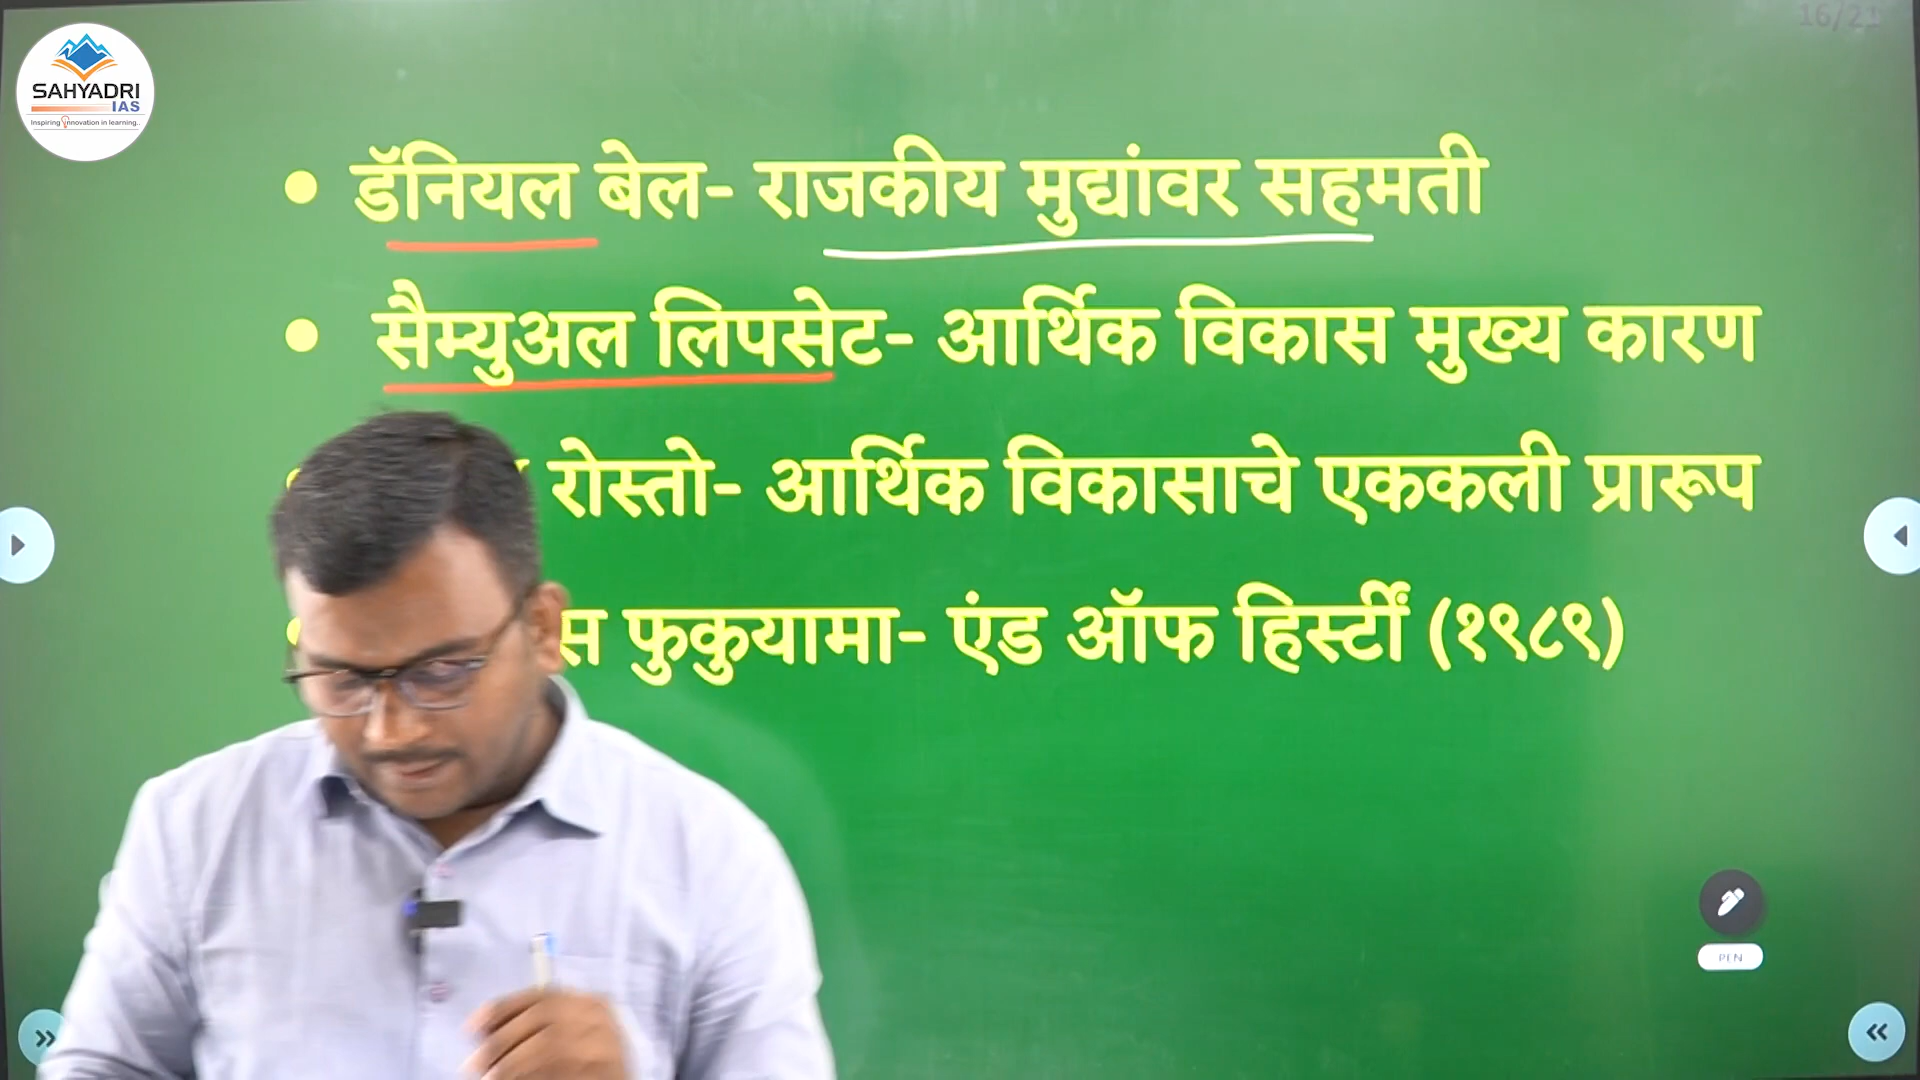 16/21
SAHYADRI
IAS
Inspiring Innovation in learning..
• डॅनियल बेल- राजकीय मुद्यांवर सहमती
• सैम्युअल लिपसेट- आर्थिक विकास मुख्य कारण
रोस्तो- आर्थिक विकासाचे एककली प्रारूप
फुकुयामा- एंड ऑफ हिस्टीं (१९८९)
PEN